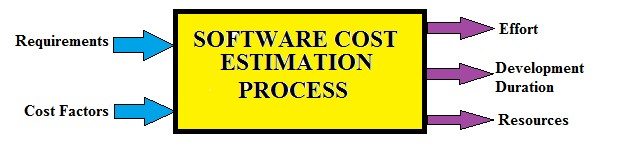 Requirements
Cost Factors
SOFTWARE COST
ESTIMATION
PROCESS
Effort
Development
Duration
Resources